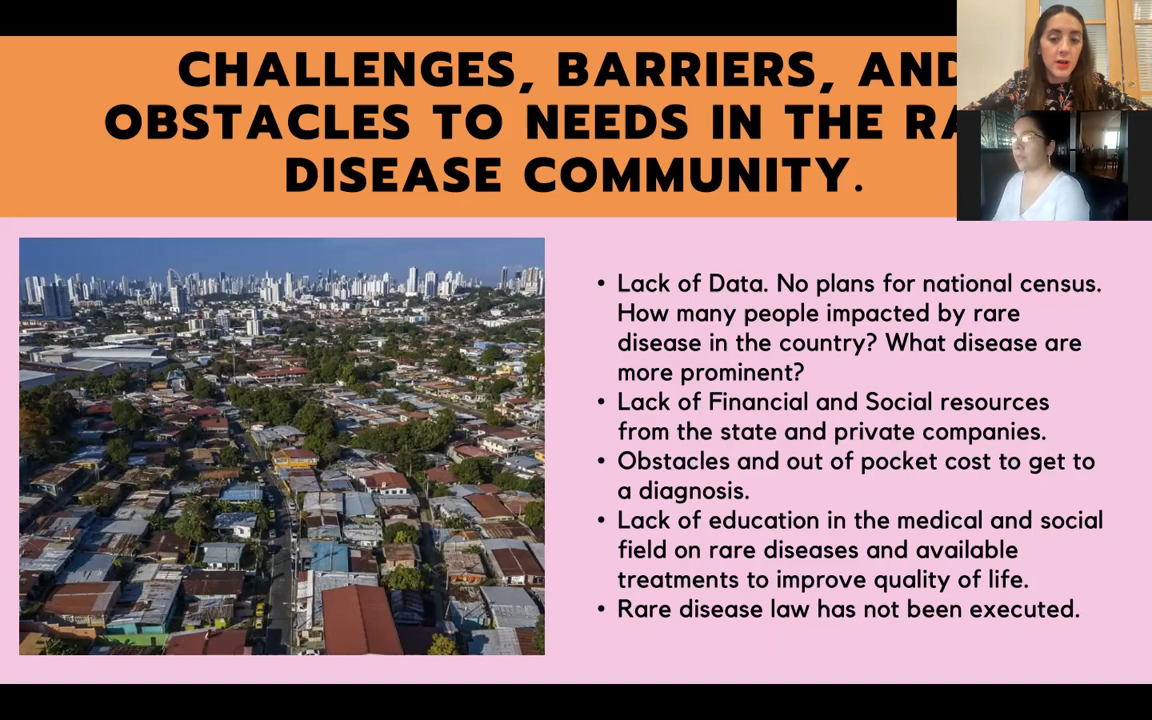 CHALLENGES, BARRIERS, AND
OBSTACLES TO NEEDS IN THE
DISEASE COMMUNITY.
• Lack of Data. No plans for national census.
How many people impacted by rare
disease in the country? What disease are
more prominent?
• Lack of Financial and Social resources
from the state and private companies.
• Obstacles and out of pocket cost to get to
a diagnosis.
• Lack of education in the medical and social
field on rare diseases and available
treatments to improve quality of life.
• Rare disease law has not been executed.